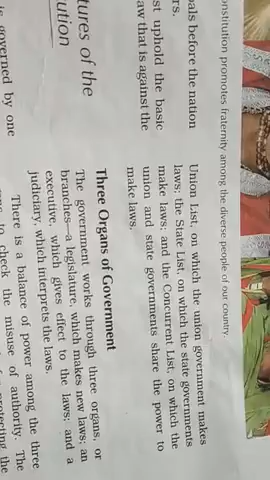 onstitution promotes fraternity among the diverse people of our country.
oals before the nation
rs.
st uphold the basic
aw that is against the
tures of the
ution
is governed by one
Union List, on which the union government makes
laws; the State List, on which the state governments
make laws; and the Concurrent List, on which the
union and state governments share the power to
make laws.
Three Organs of Government
The government works through three organs, or
branches—a legislature, which makes new laws; an
executive, which gives effect to the laws; and a
judiciary, which interprets the laws.
There is a balance of power among the three
to check the misuse of authority. The
protecting the